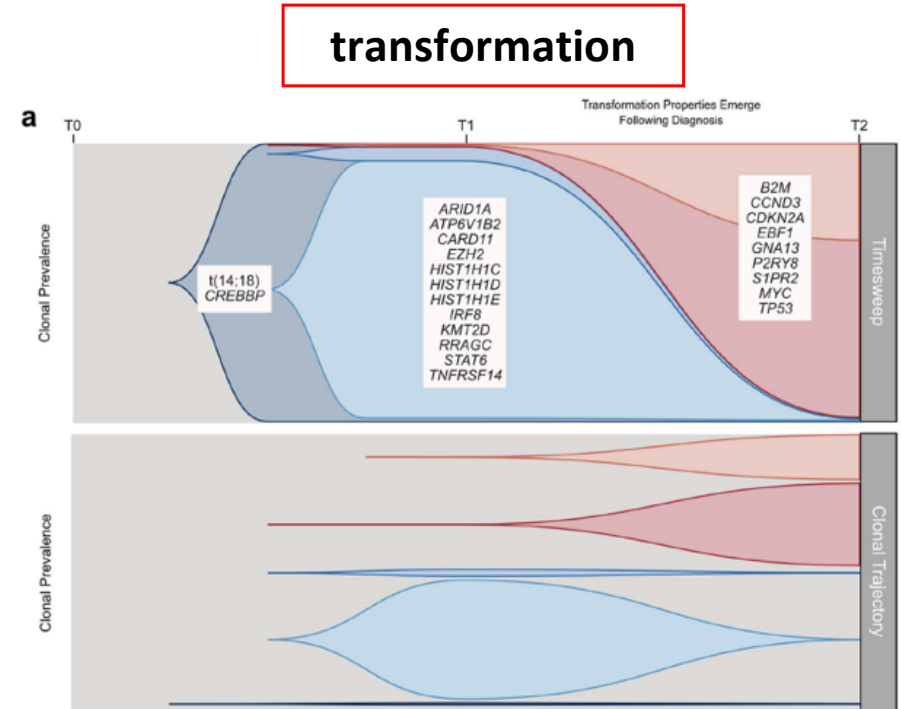 transformation
a
Transformation Properties Emerge
Following Diagnosis
T0
T1
T2
Clonal Prevalence
t(14;18)
CREBBP
ARID1A
ATP6V1B2
CARD11
EZH2
HIST1H1C
HIST1H1D
HIST1H1E
IRF8
KMT2D
RRAGC
STAT6
TNFRSF14
B2M
CCND3
CDKN2A
EBF1
GNA13
P2RY8
S1PR2
MYC
TP53
Timesweep
Clonal Prevalence
Clonal Trajectory